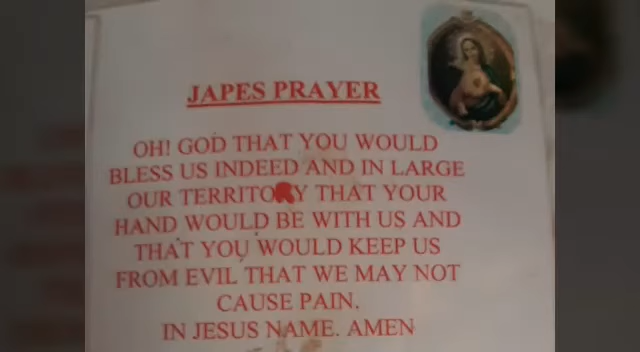 JAPES PRAYER
OH! GOD THAT YOU WOULD
BLESS US INDEED AND IN LARGE
OUR TERRITORY THAT YOUR
HAND WOULD BE WITH US AND
THAT YOU WOULD KEEP US
FROM EVIL THAT WE MAY NOT
CAUSE PAIN.
IN JESUS NAME. AMEN